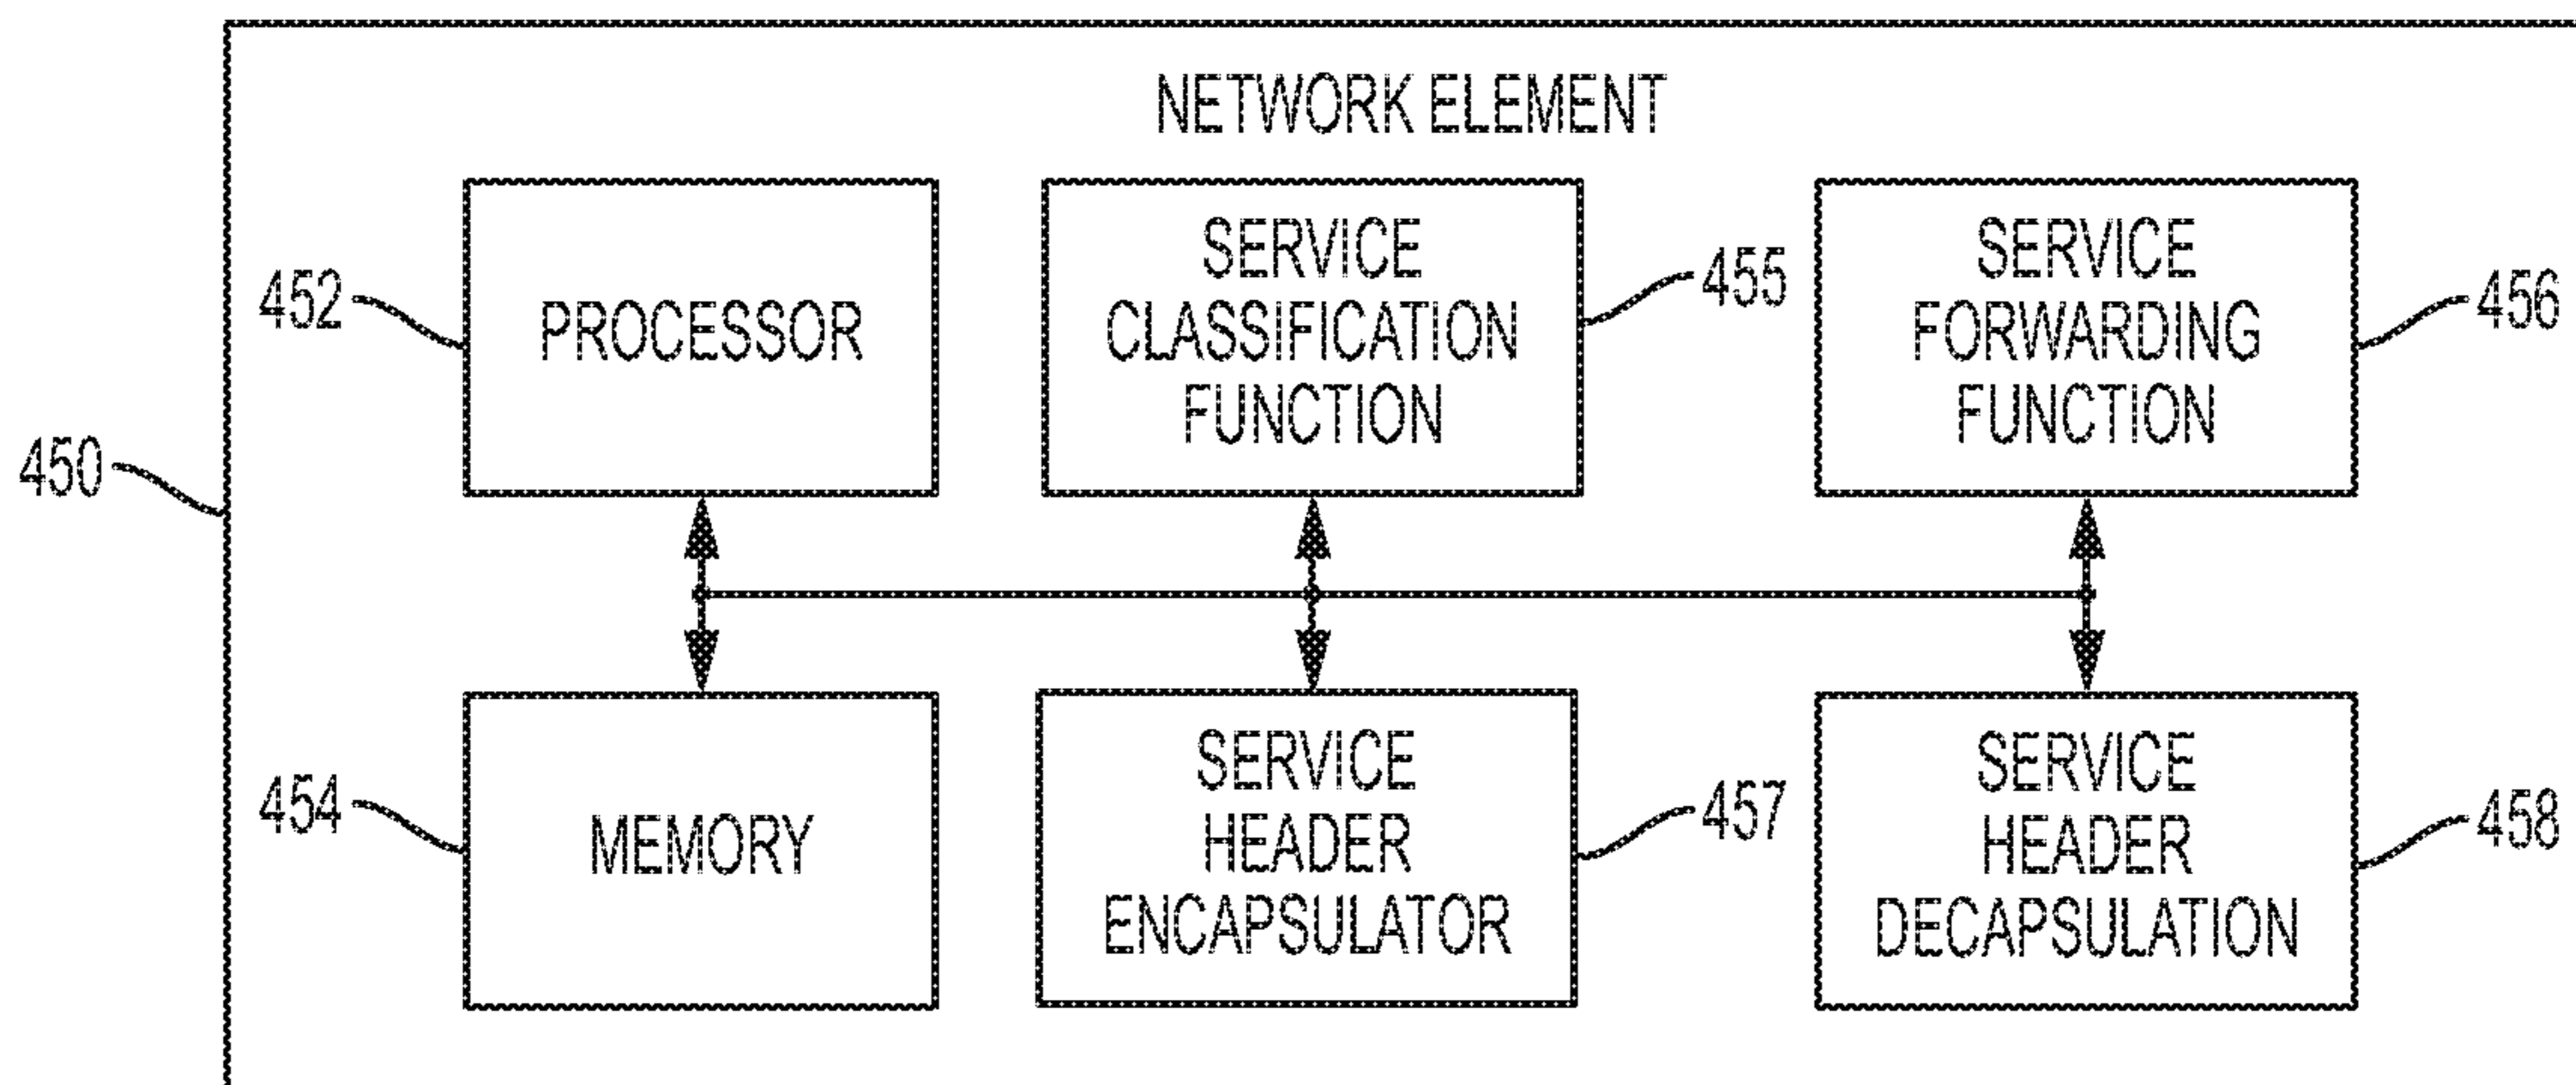 NETWORK ELEMENT
450
452
PROCESSOR
SERVICE
CLASSIFICATION
FUNCTION
455
SERVICE
FORWARDING
FUNCTION
456
454
MEMORY
SERVICE
HEADER
ENCAPSULATOR
457
SERVICE
HEADER
DECAPSULATION
458